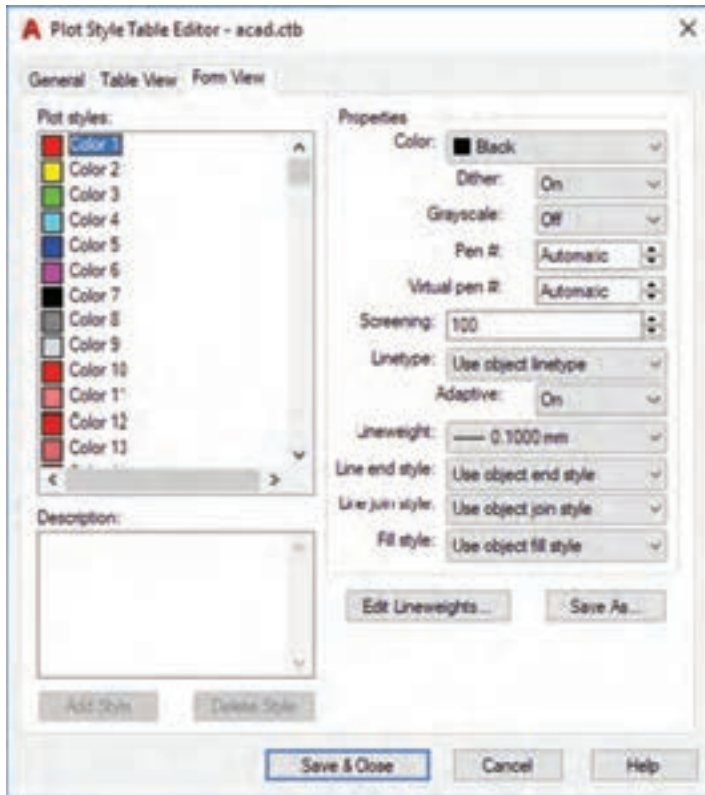 Plot Style Table Editor - acad.ctb
General Table View Form View
Plot styles:
Color 1
Color 2
Color 3
Color 4
Color 5
Color 6
Color 7
Color 8
Color 9
Color 10
Color 11
Color 12
Color 13
Description:
Add Style Delete Style
Properties
Color: Black
Dither: On
Grayscale: Off
Pen #: Automatic
Virtual pen #: Automatic
Screening: 100
Linetype: Use object linetype
Adaptive: On
Lineweight: 0.1000 mm
Line end style: Use object end style
Line join style: Use object join style
Fill style: Use object fill style
Edit Lineweights... Save As...
Save & Close Cancel Help